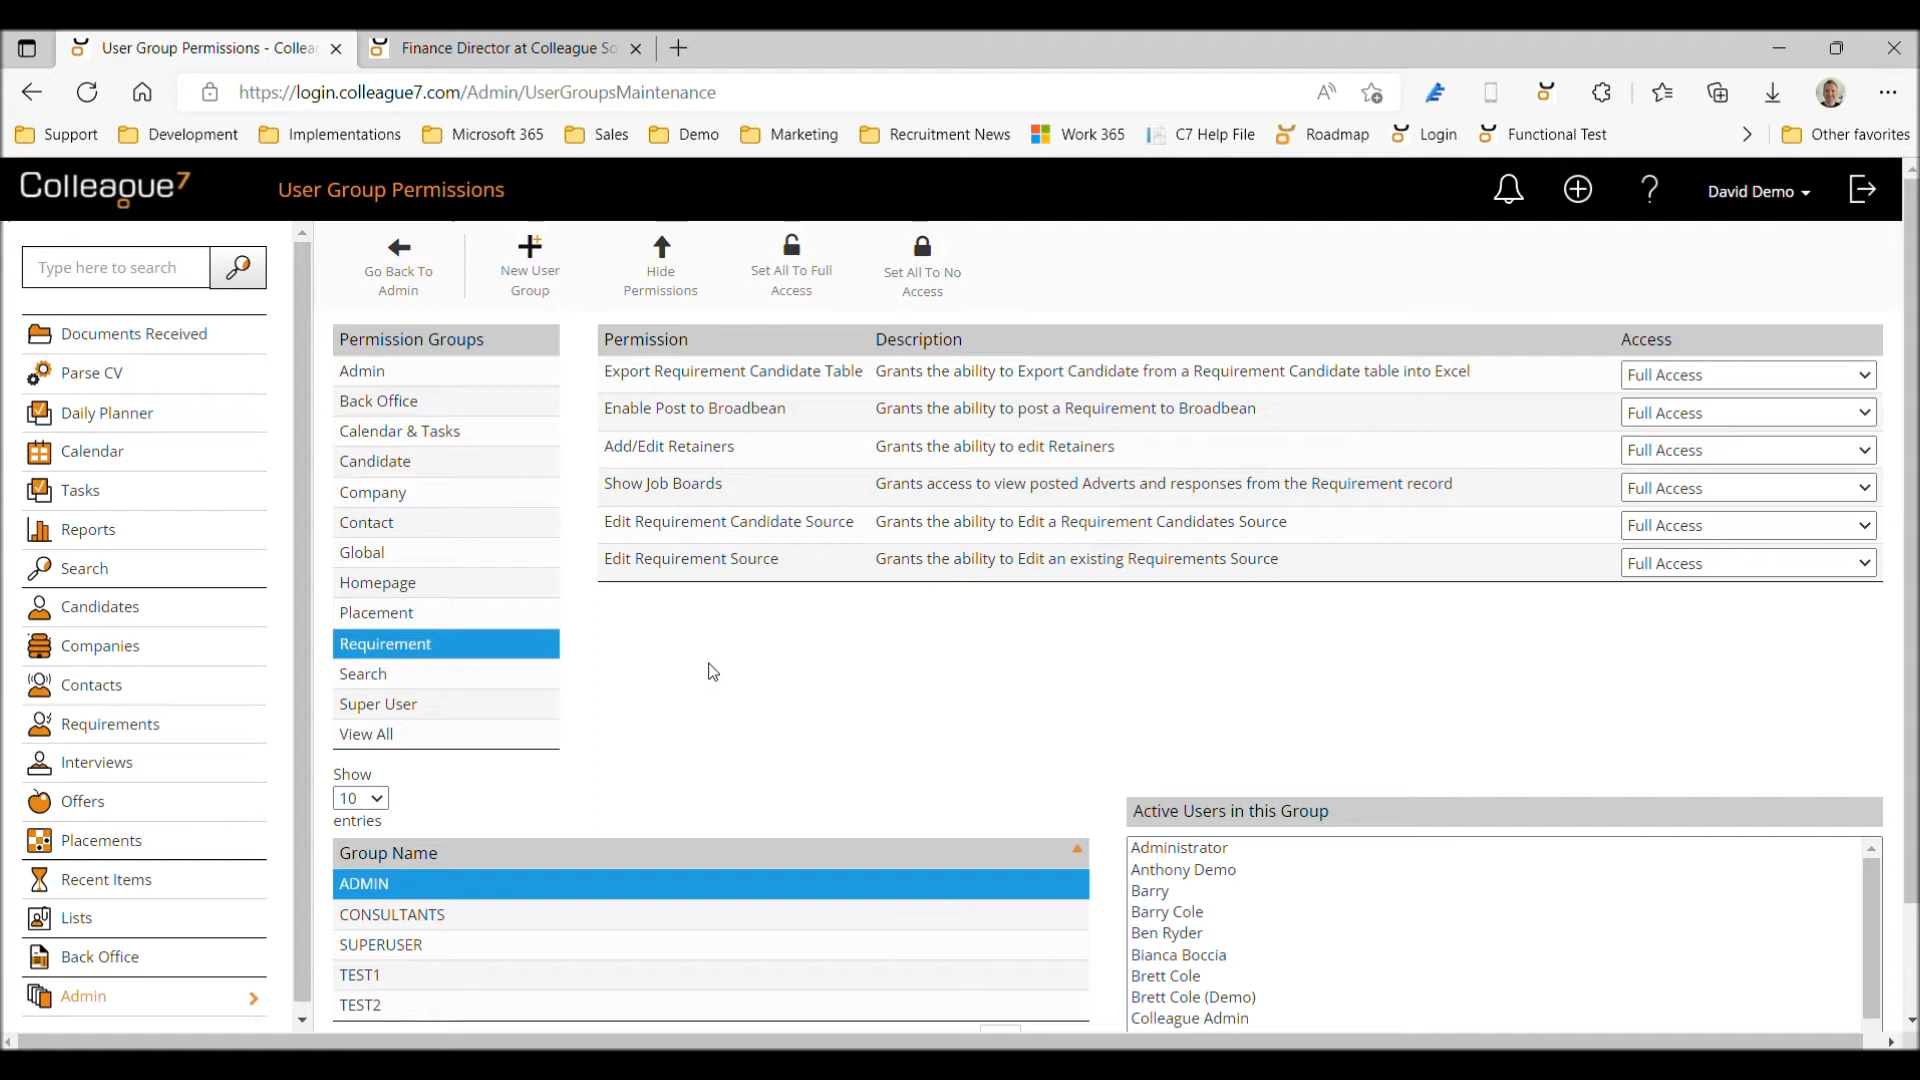 User Group Permissions - Collea
Finance Director at Colleague So
https://login.colleague7.com/Admin/UserGroupsMaintenance
Support
Development
Implementations
Microsoft 365
Sales
Demo
Marketing
Recruitment News
Work 365
C7 Help File
Roadmap
Login
Functional Test
Other favorites
Colleague7
User Group Permissions
David Demo
Type here to search
Documents Received
Parse CV
Daily Planner
Calendar
Tasks
Reports
Search
Candidates
Companies
Contacts
Requirements
Interviews
Offers
Placements
Recent Items
Lists
Back Office
Admin
Go Back To
Admin
New User
Group
Hide
Permissions
Set All To Full
Access
Set All To No
Access
Permission Groups
Admin
Back Office
Calendar & Tasks
Candidate
Company
Contact
Global
Homepage
Placement
Requirement
Search
Super User
View All
Permission Description Access
Export Requirement Candidate Table Grants the ability to Export Candidate from a Requirement Candidate table into Excel Full Access
Enable Post to Broadbean Grants the ability to post a Requirement to Broadbean Full Access
Add/Edit Retainers Grants the ability to edit Retainers Full Access
Show Job Boards Grants access to view posted Adverts and responses from the Requirement record Full Access
Edit Requirement Candidate Source Grants the ability to Edit a Requirement Candidates Source Full Access
Edit Requirement Source Grants the ability to Edit an existing Requirements Source Full Access
Show
10
entries
Group Name
ADMIN
CONSULTANTS
SUPERUSER
TEST1
TEST2
Active Users in this Group
Administrator
Anthony Demo
Barry
Barry Cole
Ben Ryder
Bianca Boccia
Brett Cole
Brett Cole (Demo)
Colleague Admin